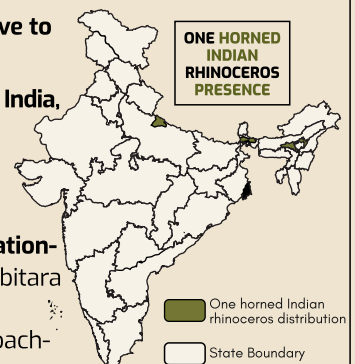 ve to
India,
ation-
bitara
oach-
ONE HORNED
INDIAN
RHINOCEROS
PRESENCE
One horned Indian
rhinoceros distribution
State Boundary